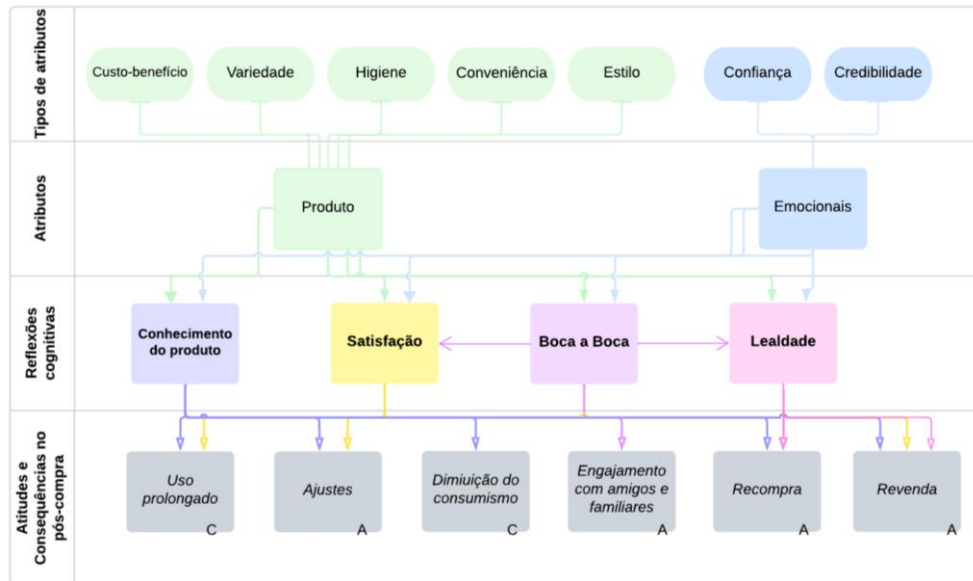 Tipos de atributos
Custo-benefício
Variedade
Higiene
Conveniência
Estilo
Confiança
Credibilidade
Atributos
Produto
Emocionais
Reflexões
cognitivas
Conhecimento
do produto
Satisfação
Boca a Boca
Lealdade
Atitudes e
Consequências no
pós-compra
Uso
prolongado
C
Ajustes
A
Dimiuição do
consumismo
C
Engajamento
com amigos e
familiares
A
Recompra
A
Revenda
A